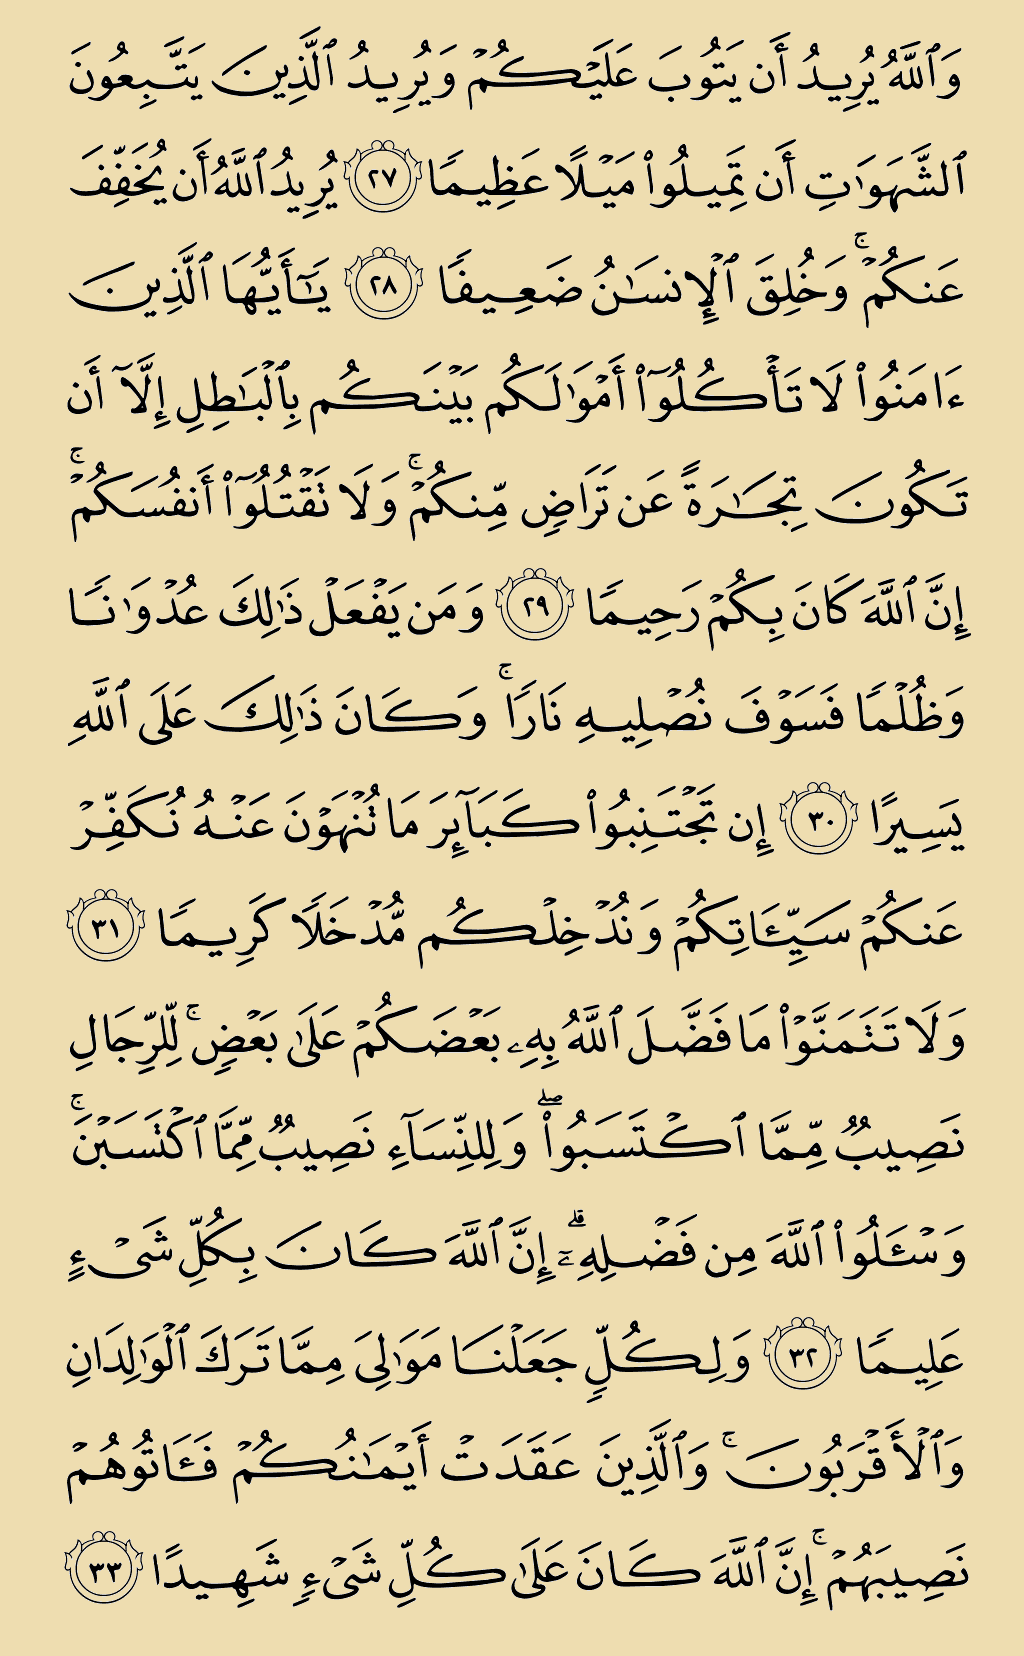 وَٱللَّهُ يُرِيدُ أَن يَتُوبَ عَلَيۡكُمۡ وَيُرِيدُ ٱلَّذِينَ يَتَّبِعُونَ
ٱلشَّهَوَٰتِ أَن تَمِيلُواْ مَيۡلًا عَظِيمٗا ٢٧ يُرِيدُ ٱللَّهُ أَن يُخَفِّفَ
عَنكُمۡۚ وَخُلِقَ ٱلۡإِنسَٰنُ ضَعِيفٗا ٢٨ يَٰٓأَيُّهَا ٱلَّذِينَ
ءَامَنُواْ لَا تَأۡكُلُوٓاْ أَمۡوَٰلَكُم بَيۡنَكُم بِٱلۡبَٰطِلِ إِلَّآ أَن
تَكُونَ تِجَٰرَةً عَن تَرَاضٖ مِّنكُمۡۚ وَلَا تَقۡتُلُوٓاْ أَنفُسَكُمۡۚ
إِنَّ ٱللَّهَ كَانَ بِكُمۡ رَحِيمٗا ٢٩ وَمَن يَفۡعَلۡ ذَٰلِكَ عُدۡوَٰنٗا
وَظُلۡمٗا فَسَوۡفَ نُصۡلِيهِ نَارٗاۚ وَكَانَ ذَٰلِكَ عَلَى ٱللَّهِ
يَسِيرًا ٣٠ إِن تَجۡتَنِبُواْ كَبَآئِرَ مَا تُنۡهَوۡنَ عَنۡهُ نُكَفِّرۡ
عَنكُمۡ سَيِّـَٔاتِكُمۡ وَنُدۡخِلۡكُم مُّدۡخَلٗا كَرِيمٗا ٣١
وَلَا تَتَمَنَّوۡاْ مَا فَضَّلَ ٱللَّهُ بِهِۦ بَعۡضَكُمۡ عَلَىٰ بَعۡضٖۚ لِّلرِّجَالِ
نَصِيبٞ مِّمَّا ٱكۡتَسَبُواْۖ وَلِلنِّسَآءِ نَصِيبٞ مِّمَّا ٱكۡتَسَبۡنَۚ
وَسۡـَٔلُواْ ٱللَّهَ مِن فَضۡلِهِۦٓۗ إِنَّ ٱللَّهَ كَانَ بِكُلِّ شَيۡءٍ
عَلِيمٗا ٣٢ وَلِكُلّٖ جَعَلۡنَا مَوَٰلِيَ مِمَّا تَرَكَ ٱلۡوَٰلِدَانِ
وَٱلۡأَقۡرَبُونَۚ وَٱلَّذِينَ عَقَدَتۡ أَيۡمَٰنُكُمۡ فَـَٔاتُوهُمۡ
نَصِيبَهُمۡۚ إِنَّ ٱللَّهَ كَانَ عَلَىٰ كُلِّ شَيۡءٖ شَهِيدًا ٣٣